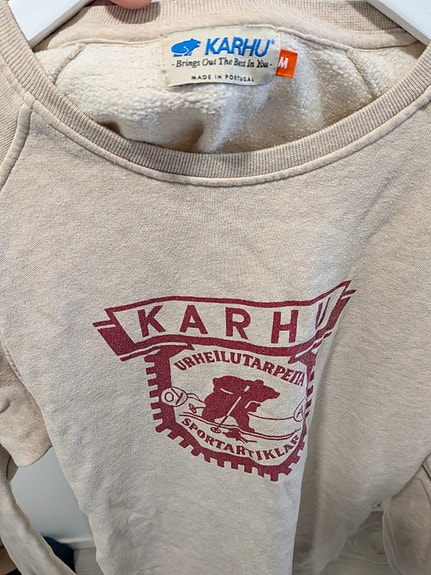 KARHU®
- Brings Out The Best In You -
MADE IN PORTUGAL
M
KARHU
URHEILUTARPEITA
SPORTARTIKLAR